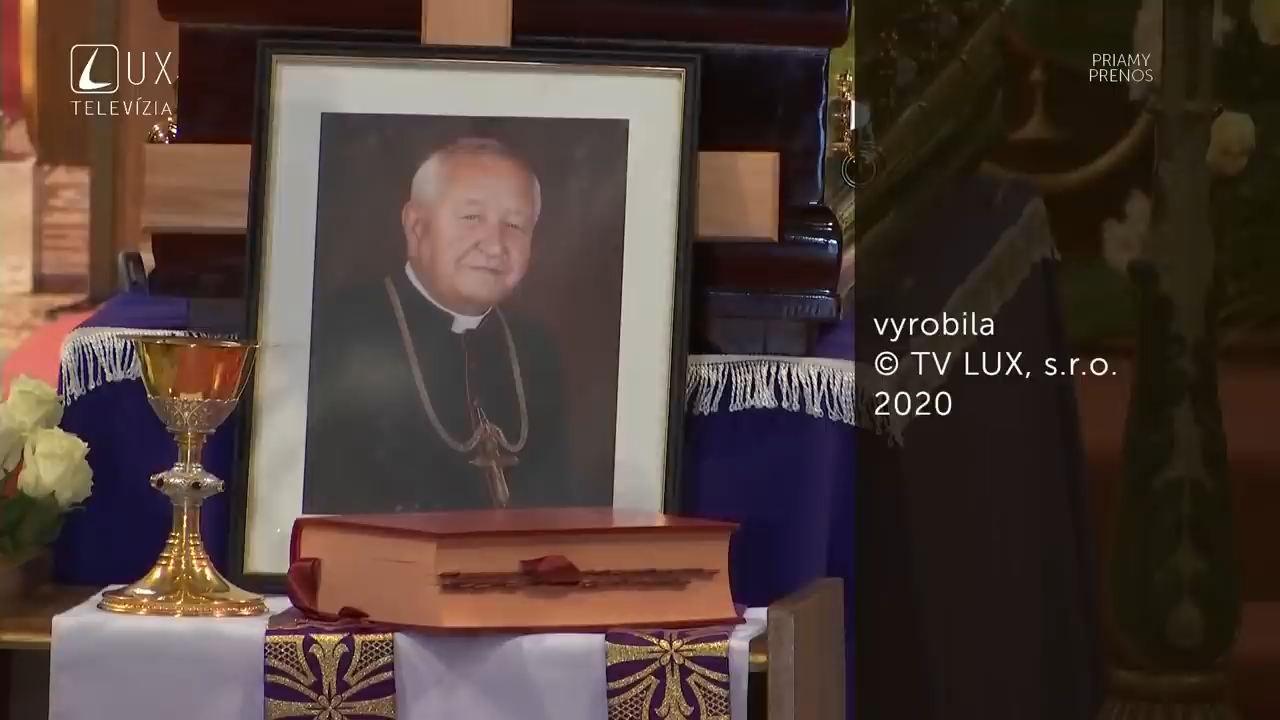 LUX
TELEVÍZIA
PRIAMY
PRENOS
vyrobila
© TV LUX, s.r.o.
2020